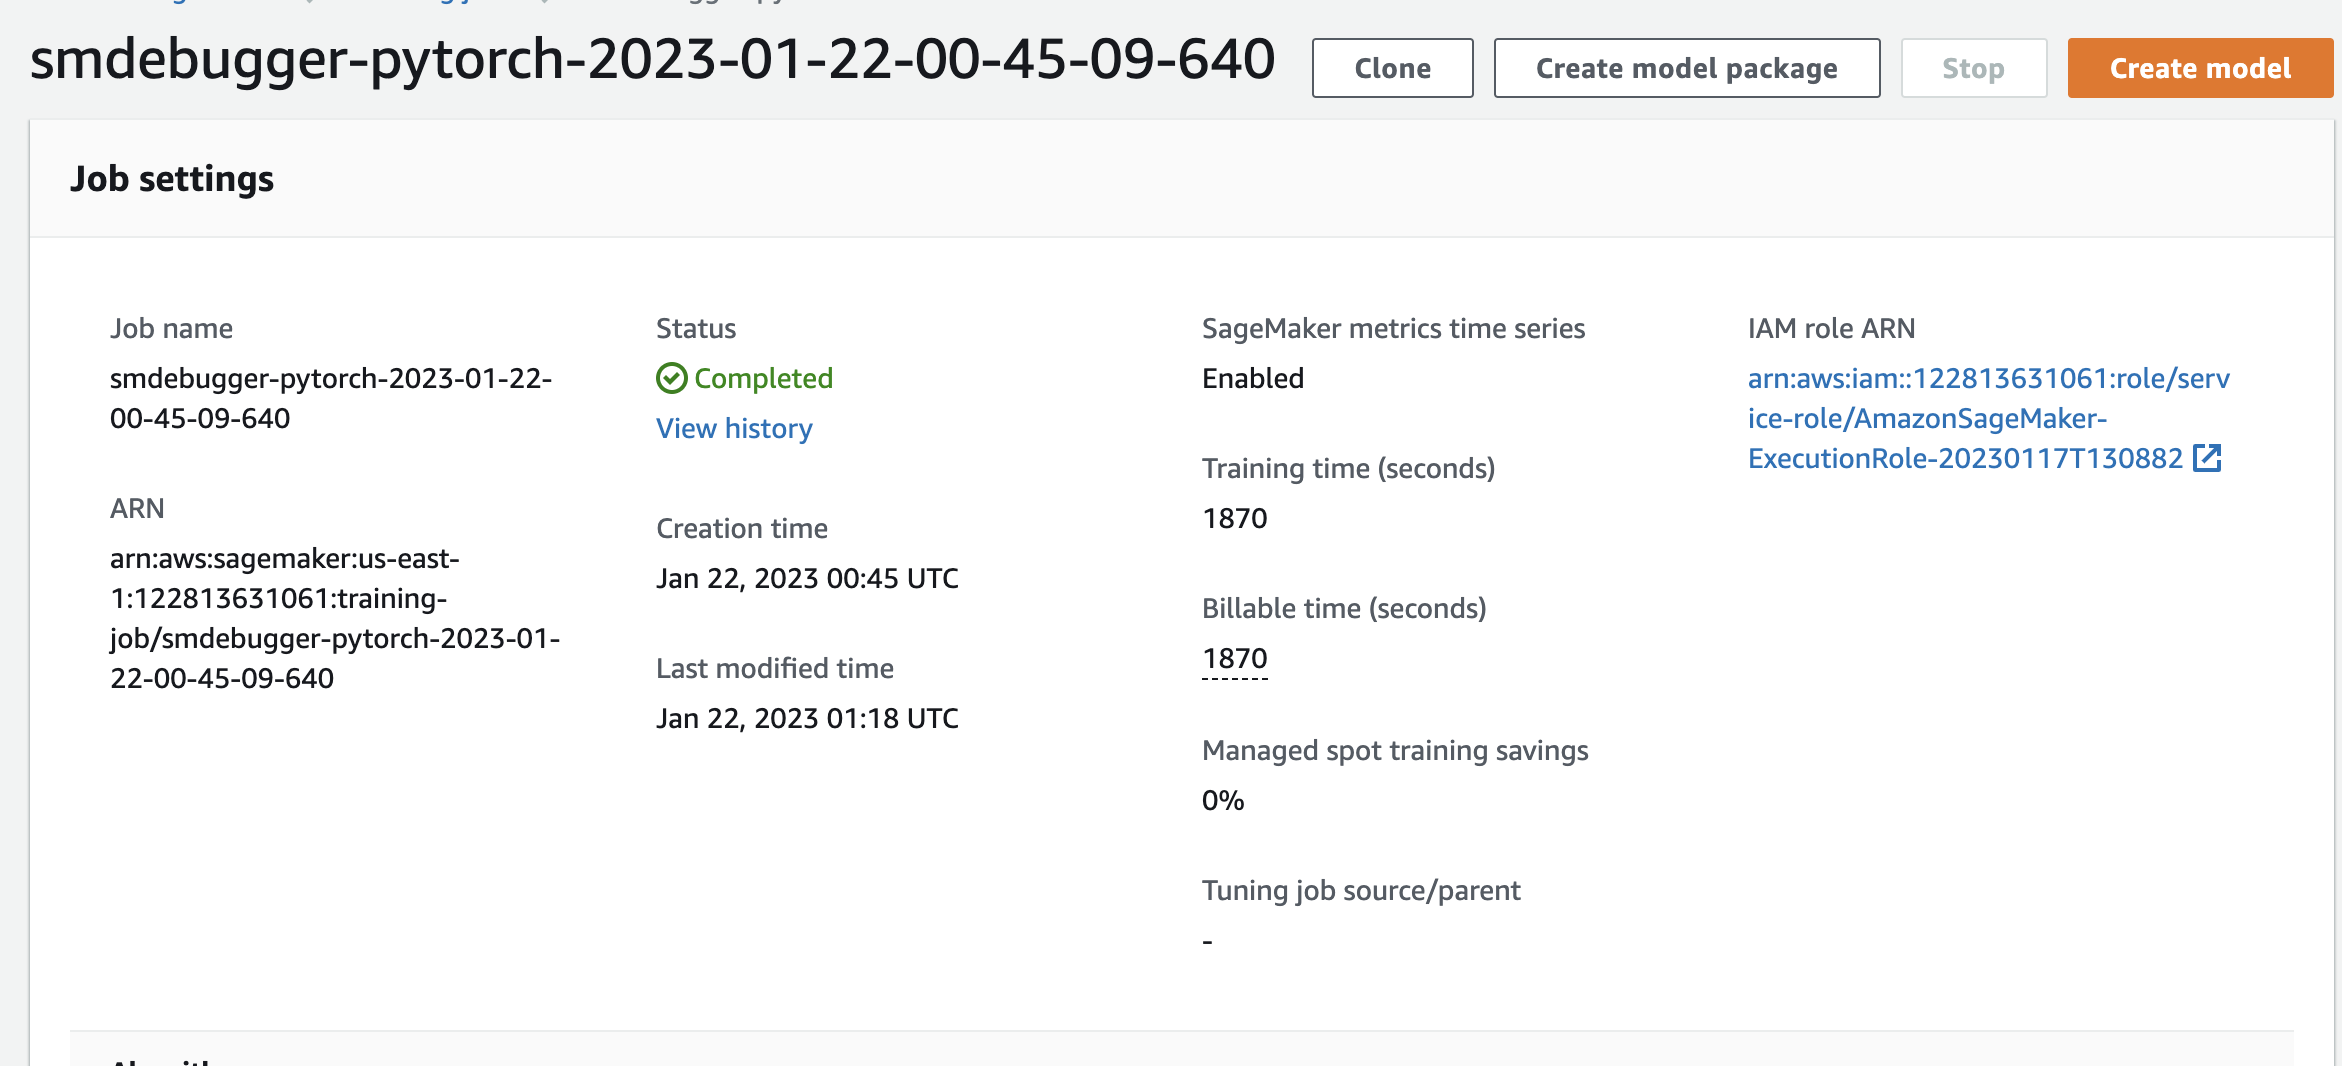 smdebugger-pytorch-2023-01-22-00-45-09-640
Clone
Create model package
Stop
Create model
Job settings
Job name
smdebugger-pytorch-2023-01-22-
00-45-09-640
ARN
arn:aws:sagemaker:us-east-
1:122813631061:training-
job/smdebugger-pytorch-2023-01-
22-00-45-09-640
Status
Completed
View history
Creation time
Jan 22, 2023 00:45 UTC
Last modified time
Jan 22, 2023 01:18 UTC
SageMaker metrics time series
Enabled
Training time (seconds)
1870
Billable time (seconds)
1870
Managed spot training savings
0%
Tuning job source/parent
-
IAM role ARN
arn:aws:iam::122813631061:role/serv
ice-role/AmazonSageMaker-
ExecutionRole-20230117T130882